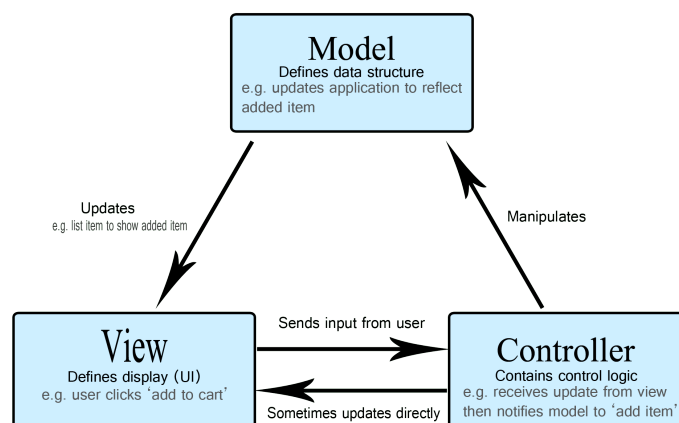 Model
Defines data structure
e.g. updates application to reflect
added item
Updates
e.g. list item to show added item
Manipulates
View
Defines display (UI)
e.g. user clicks ‘add to cart’
Sends input from user
Sometimes updates directly
Controller
Contains control logic
e.g. receives update from view
then notifies model to ‘add item’